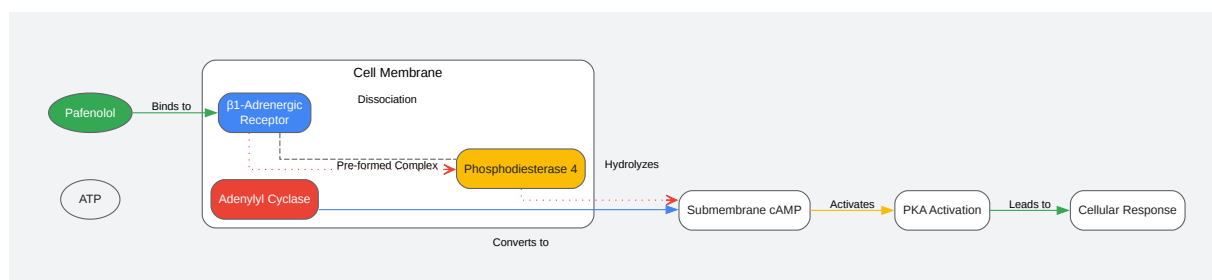 Cell Membrane
Dissociation
Pafenolol
Binds to
β1-Adrenergic
Receptor
Pre-formed Complex
Phosphodiesterase 4
Hydrolyzes
ATP
Adenylyl Cyclase
Submembrane cAMP
Activates
PKA Activation
Leads to
Cellular Response
Converts to